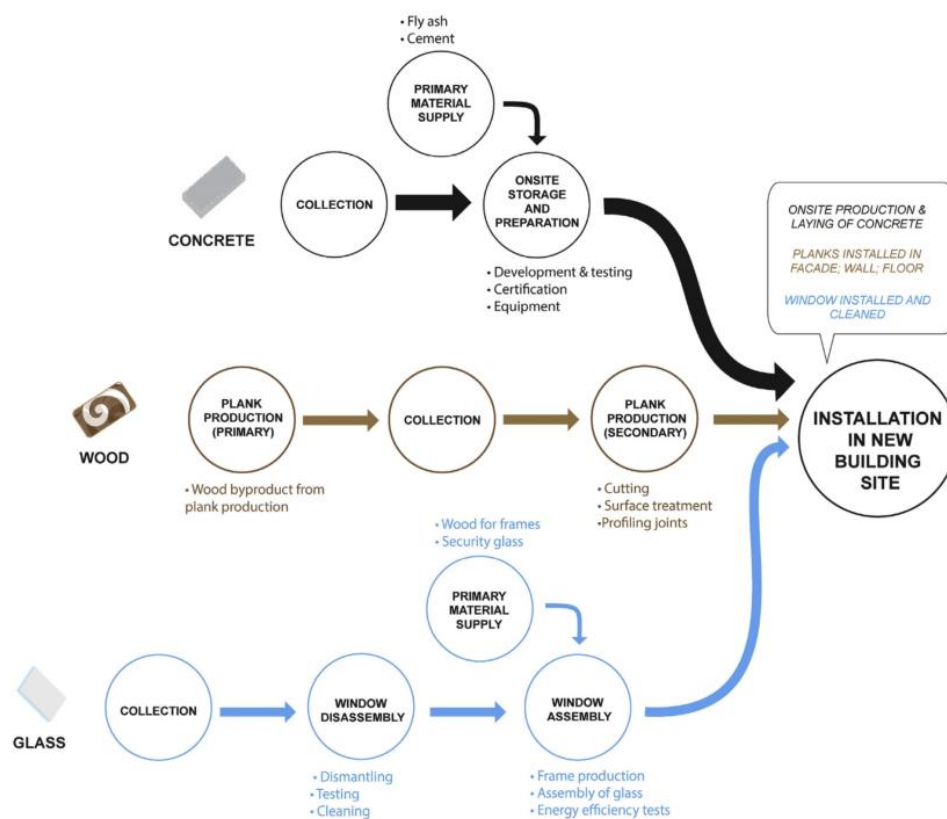 • Fly ash
• Cement
PRIMARY
MATERIAL
SUPPLY
CONCRETE
COLLECTION
ONSITE
STORAGE
AND
PREPARATION
• Development & testing
• Certification
• Equipment
ONSITE PRODUCTION &
LAYING OF CONCRETE
PLANKS INSTALLED IN
FACADE; WALL; FLOOR
WINDOW INSTALLED AND
CLEANED
WOOD
PLANK
PRODUCTION
(PRIMARY)
• Wood byproduct from
plank production
COLLECTION
PLANK
PRODUCTION
(SECONDARY)
• Cutting
• Surface treatment
•Profiling joints
INSTALLATION
IN NEW
BUILDING
SITE
• Wood for frames
• Security glass
PRIMARY
MATERIAL
SUPPLY
GLASS
COLLECTION
WINDOW
DISASSEMBLY
• Dismantling
• Testing
• Cleaning
WINDOW
ASSEMBLY
• Frame production
• Assembly of glass
• Energy efficiency tests